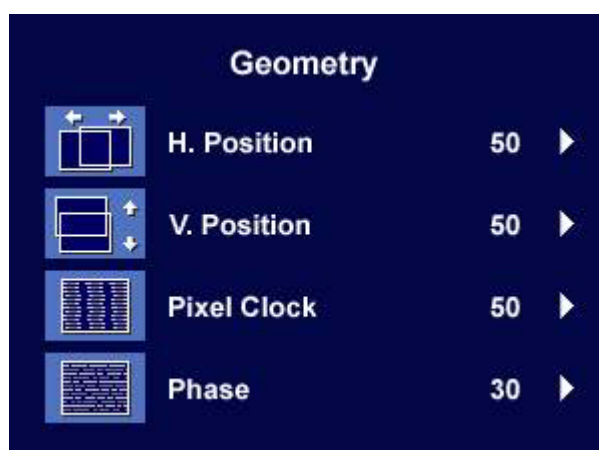 Geometry
H. Position 50
V. Position 50
Pixel Clock 50
Phase 30